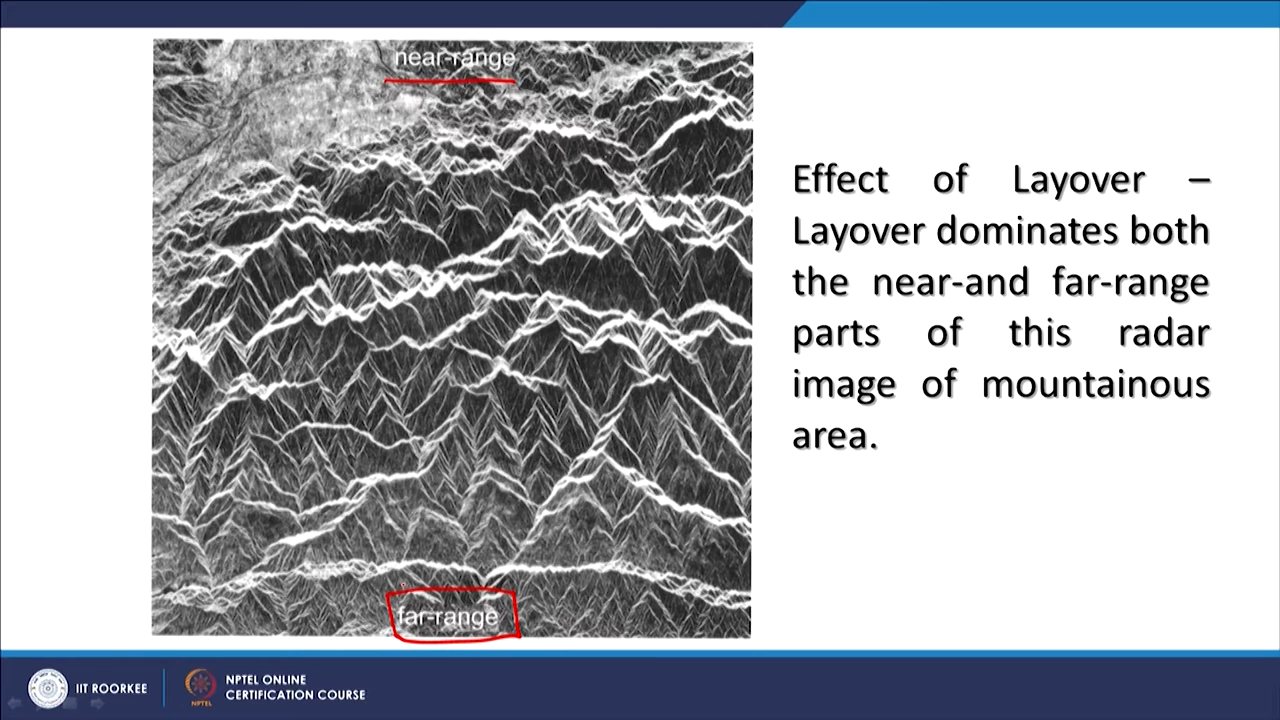 near-range
far-range
Effect of Layover –
Layover dominates both
the near-and far-range
parts of this radar
image of mountainous
area.
IIT ROORKEE
NPTEL
NPTEL ONLINE
CERTIFICATION COURSE